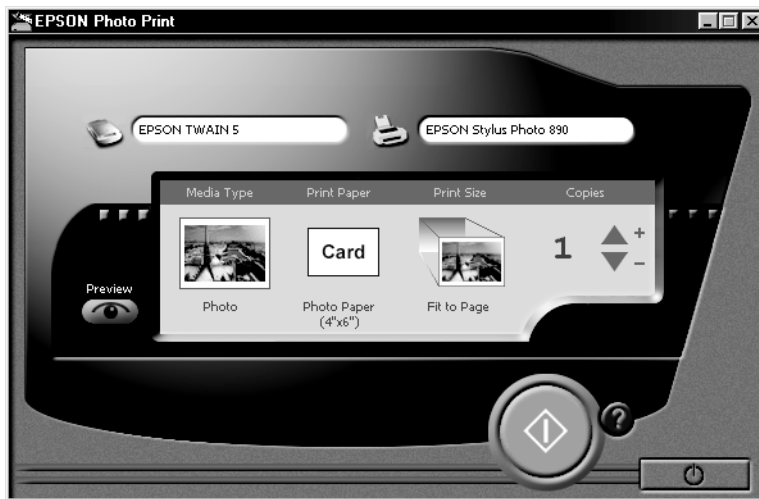 EPSON Photo Print
EPSON TWAIN 5
EPSON Stylus Photo 890
Media Type Print Paper Print Size Copies
Card
1
+
-
Preview
Photo
Photo Paper
(4"x6")
Fit to Page
?